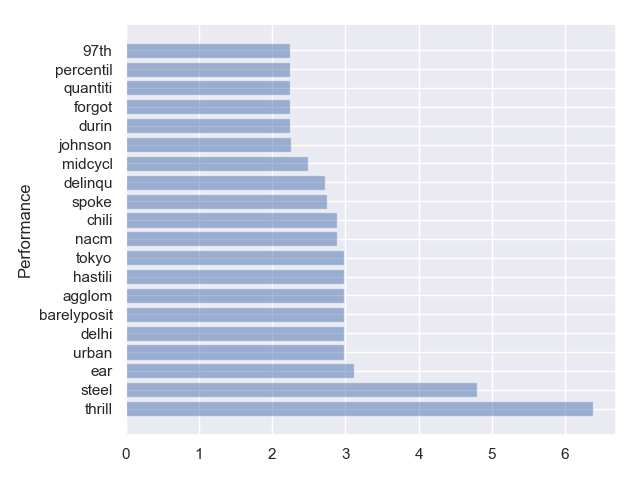 97th
percentil
quantiti
forgot
durin
johnson
midcycl
delinqu
spoke
chili
nacm
tokyo
hastili
agglom
barelyposit
delhi
urban
ear
steel
thrill
Performance
0 1 2 3 4 5 6